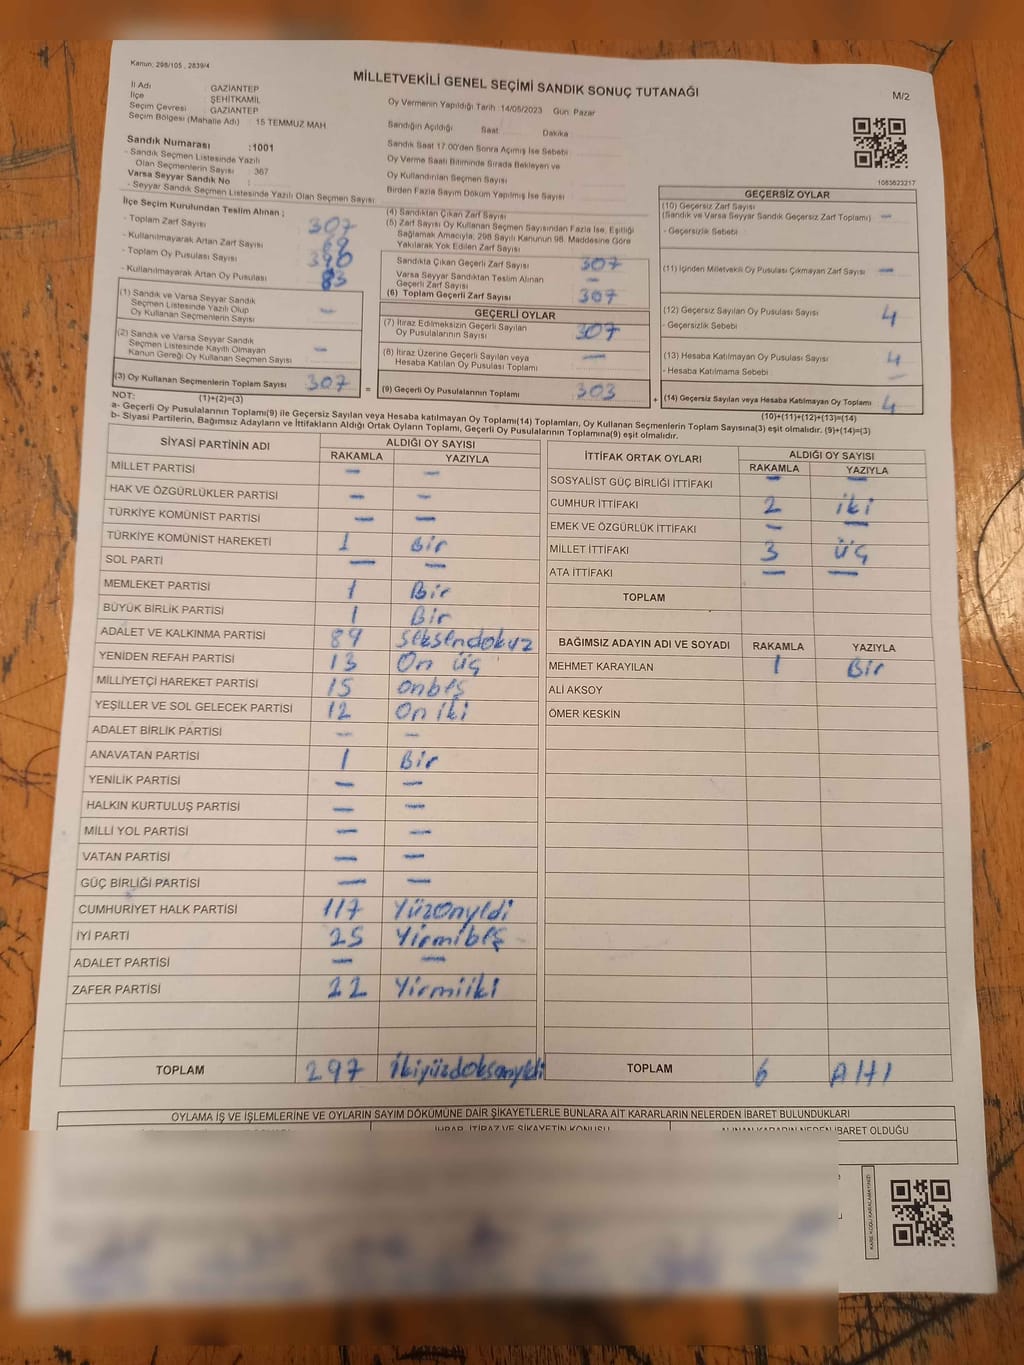 Kanun; 298/105 , 2839/4
MİLLETVEKİLİ GENEL SEÇİMİ SANDIK SONUÇ TUTANAĞI
M/2
İl Adı : GAZİANTEP
İlçe : ŞEHİTKAMİL
Seçim Çevresi : GAZİANTEP
Seçim Bölgesi (Mahalle Adı) : 15 TEMMUZ MAH.
Sandık Numarası :1001
- Sandık Seçmen Listesinde Yazılı
Olan Seçmenlerin Sayısı : 367
Varsa Seyyar Sandık No :
- Seyyar Sandık Seçmen Listesinde Yazılı Olan Seçmen Sayısı
Oy Vermenin Yapıldığı Tarih :14/05/2023 Gün: Pazar
Sandığın Açıldığı Saat Dakika
Sandık Saat 17.00'den Sonra Açımış İse Sebebi
Oy Verme Saati Bitiminde Sırada Bekleyen ve
Oy Kullandırılan Seçmen Sayısı
Birden Fazla Sayım Döküm Yapılmış İse Sayısı
1083623217
İlçe Seçim Kurulundan Teslim Alınan ;
- Toplam Zarf Sayısı 307
- Kullanılmayarak Artan Zarf Sayısı
- Toplam Oy Pusulası Sayısı
- Kullanılmayarak Artan Oy Pusulası 83
(1) Sandık ve Varsa Seyyar Sandık
Seçmen Listesinde Yazılı Olup
Oy Kullanan Seçmenlerin Sayısı —
(2) Sandık ve Varsa Seyyar Sandık
Seçmen Listesinde Kayıtlı Olmayan
Kanun Gereği Oy Kullanan Seçmen Sayısı —
(3) Oy Kullanan Seçmenlerin Toplam Sayısı 307 =
(1)+(2)=(3)
(4) Sandıktan Çıkan Zarf Sayısı
(5) Zarf Sayısı Oy Kullanan Seçmen Sayısından Fazla İse, Eşitliği
Sağlamak Amacıyla; 298 Sayılı Kanunun 98. Maddesine Göre
Yakılarak Yok Edilen Zarf Sayısı
Sandıkta Çıkan Geçerli Zarf Sayısı 307
Varsa Seyyar Sandıktan Teslim Alınan
Geçerli Zarf Sayısı —
(6) Toplam Geçerli Zarf Sayısı 307
GEÇERLİ OYLAR
(7) İtiraz Edilmeksizin Geçerli Sayılan
Oy Pusulasının Sayısı 307
(8) İtiraz Üzerine Geçerli Sayılan veya
Hesaba Katılan Oy Pusulası Toplamı —
(9) Geçerli Oy Pusulalarının Toplamı 303 +
GEÇERSİZ OYLAR
(10) Geçersiz Zarf Sayısı
(Sandık ve Varsa Seyyar Sandık Geçersiz Zarf Toplamı) —
- Geçersizlik Sebebi
(11) İçinden Milletvekili Oy Pusulası Çıkmayan Zarf Sayısı —
(12) Geçersiz Sayılan Oy Pusulası Sayısı 4
- Geçersizlik Sebebi
(13) Hesaba Katılmayan Oy Pusulası Sayısı 4
- Hesaba Katılmama Sebebi —
(14) Geçersiz Sayılan veya Hesaba Katılmayan Oy Toplamı 4
(10)+(11)+(12)+(13)=(14)
NOT:
a- Geçerli Oy Pusulalarının Toplamı(9) ile Geçersiz Sayılan veya Hesaba katılmayan Oy Toplamı(14) Toplamları, Oy Kullanan Seçmenlerin Toplam Sayısına(3) eşit olmalıdır. (9)+(14)=(3)
b- Siyasi Partilerin, Bağımsız Adayların ve İttifakların Aldığı Ortak Oyların Toplamı, Geçerli Oy Pusulalarının Toplamına(9) eşit olmalıdır.
SİYASİ PARTİNİN ADI ALDIĞI OY SAYISI
RAKAMLA YAZIYLA
MİLLET PARTİSİ — —
HAK VE ÖZGÜRLÜKLER PARTİSİ — —
TÜRKİYE KOMÜNİST PARTİSİ — —
TÜRKİYE KOMÜNİST HAREKETİ 1 Bir
SOL PARTİ — —
MEMLEKET PARTİSİ 1 Bir
BÜYÜK BİRLİK PARTİSİ 1 Bir
ADALET VE KALKINMA PARTİSİ 89 Seksendokuz
YENİDEN REFAH PARTİSİ 13 On üç
MİLLİYETÇİ HAREKET PARTİSİ 15 onbeş
YEŞİLLER VE SOL GELECEK PARTİSİ 12 On iki
ADALET BİRLİK PARTİSİ — —
ANAVATAN PARTİSİ 1 Bir
YENİLİK PARTİSİ — —
HALKIN KURTULUŞ PARTİSİ — —
MİLLİ YOL PARTİSİ — —
VATAN PARTİSİ — —
GÜÇ BİRLİĞİ PARTİSİ — —
CUMHURİYET HALK PARTİSİ 117 Yüzonyedi
İYİ PARTİ 25 Yirmibeş
ADALET PARTİSİ — —
ZAFER PARTİSİ 22 Yirmiiki
TOPLAM 297 ikiyüzdoksanyedi
İTTİFAK ORTAK OYLARI ALDIĞI OY SAYISI
RAKAMLA YAZIYLA
SOSYALİST GÜÇ BİRLİĞİ İTTİFAKI — —
CUMHUR İTTİFAKI 2 iki
EMEK VE ÖZGÜRLÜK İTTİFAKI — —
MİLLET İTTİFAKI 3 üç
ATA İTTİFAKI — —
TOPLAM
BAĞIMSIZ ADAYIN ADI VE SOYADI RAKAMLA YAZIYLA
MEHMET KARAYILAN 1 Bir
ALİ AKSOY
ÖMER KESKİN
TOPLAM 6 Altı
OYLAMA İŞ VE İŞLEMLERİNE VE OYLARIN SAYIM DÖKÜMÜNE DAİR ŞİKAYETLERLE BUNLARA AİT KARARLARIN NELERDEN İBARET BULUNDUKLARI
İHBAR, İTİRAZ VE ŞİKAYETİN KONUSU
ALINAN KARARIN NEDEN İBARET OLDUĞU
KARE KODU KARALAMAYINIZ!